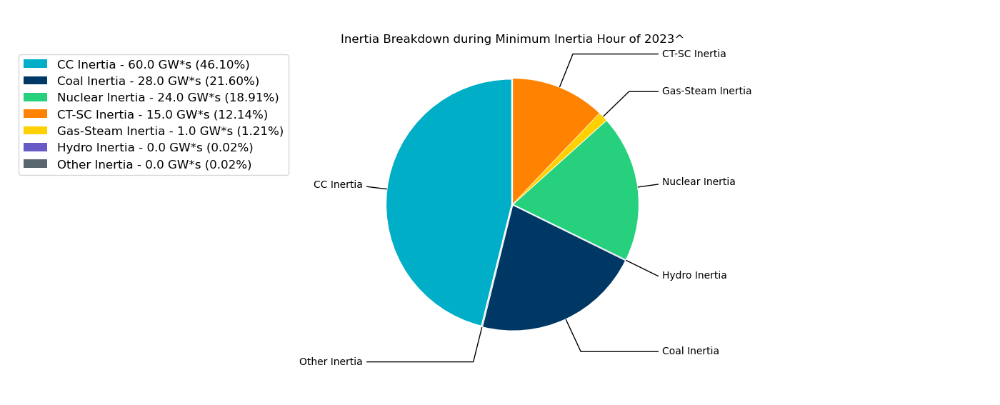 Inertia Breakdown during Minimum Inertia Hour of 2023^
CC Inertia - 60.0 GW*s (46.10%)
Coal Inertia - 28.0 GW*s (21.60%)
Nuclear Inertia - 24.0 GW*s (18.91%)
CT-SC Inertia - 15.0 GW*s (12.14%)
Gas-Steam Inertia - 1.0 GW*s (1.21%)
Hydro Inertia - 0.0 GW*s (0.02%)
Other Inertia - 0.0 GW*s (0.02%)
CT-SC Inertia
Gas-Steam Inertia
Nuclear Inertia
CC Inertia
Hydro Inertia
Coal Inertia
Other Inertia